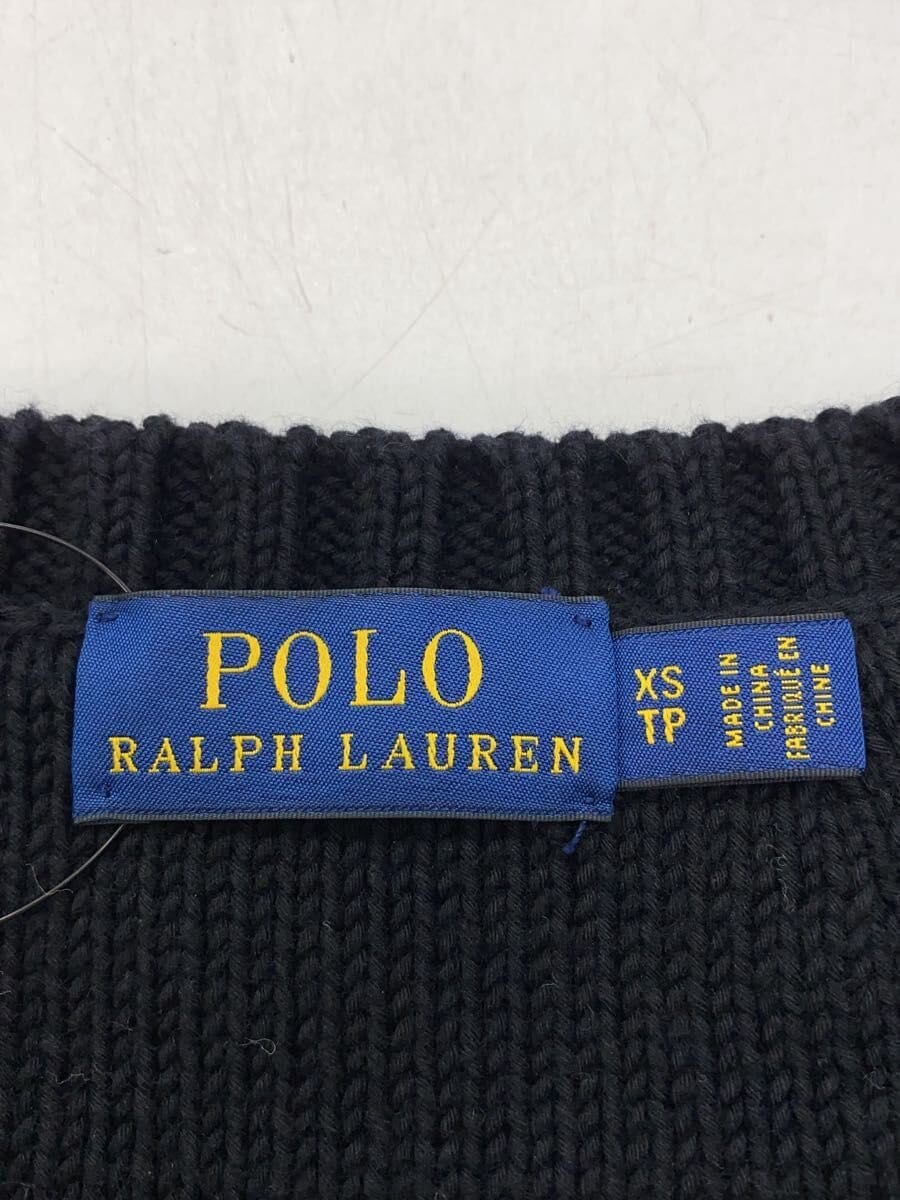 POLO
RALPH LAUREN
XS
TP
MADE IN
CHINA
FABRIQUÉ EN
CHINE